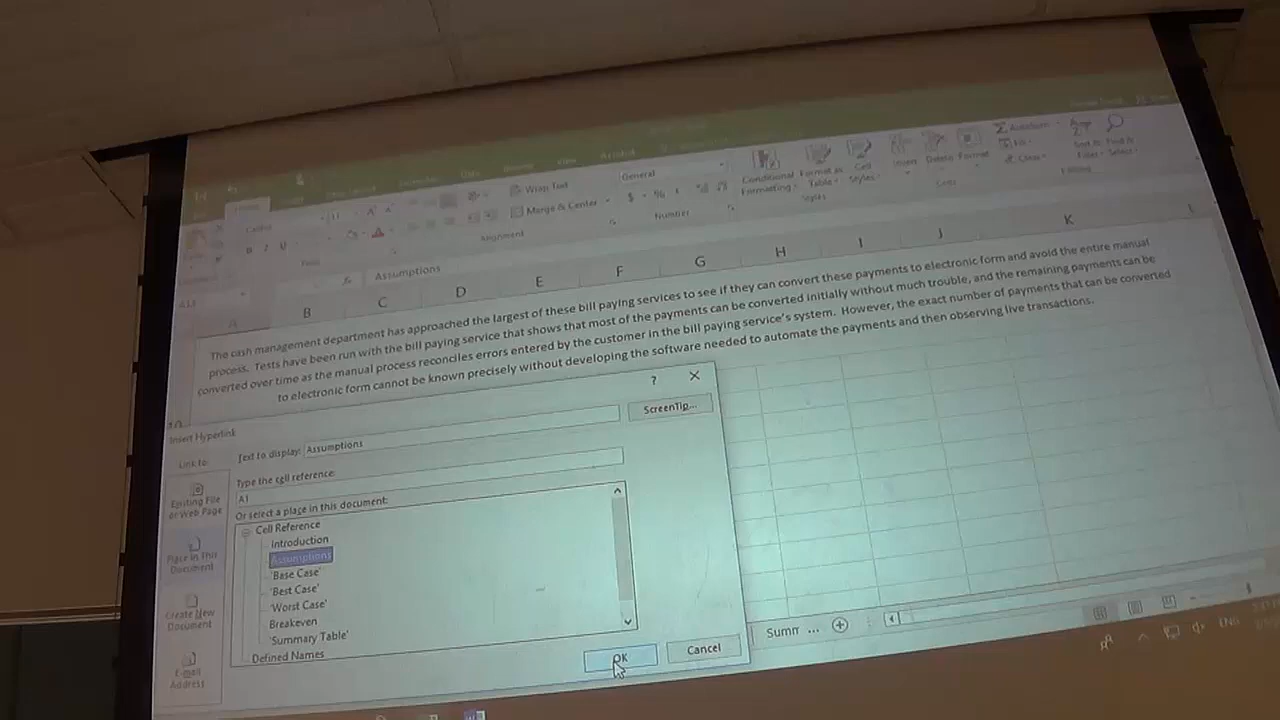 Wrap Text
General
Merge & Center
Conditional Formatting
Format as Table
Cell Styles
Insert
Delete
Format
AutoSum
Fill
Clear
Sort & Filter
Find & Select
Alignment
Number
Styles
Cells
Editing
Assumptions
B C D E F G H I J K
The cash management department has approached the largest of these bill paying services to see if they can convert these payments to electronic form and avoid the entire manual
process. Tests have been run with the bill paying service that shows that most of the payments can be converted initially without much trouble, and the remaining payments can be
converted over time as the manual process reconciles errors entered by the customer in the bill paying service's system. However, the exact number of payments that can be converted
to electronic form cannot be known precisely without developing the software needed to automate the payments and then observing live transactions.
Insert Hyperlink
? ×
Link to:
Text to display: Assumptions
ScreenTip...
Existing File
or Web Page
Type the cell reference:
A1
Or select a place in this document:
Cell Reference
Introduction
Assumptions
'Base Case'
'Best Case'
'Worst Case'
Breakeven
'Summary Table'
Defined Names
Place in This
Document
Create New
Document
E-mail
Address
OK
Cancel
Summ ...
ENG